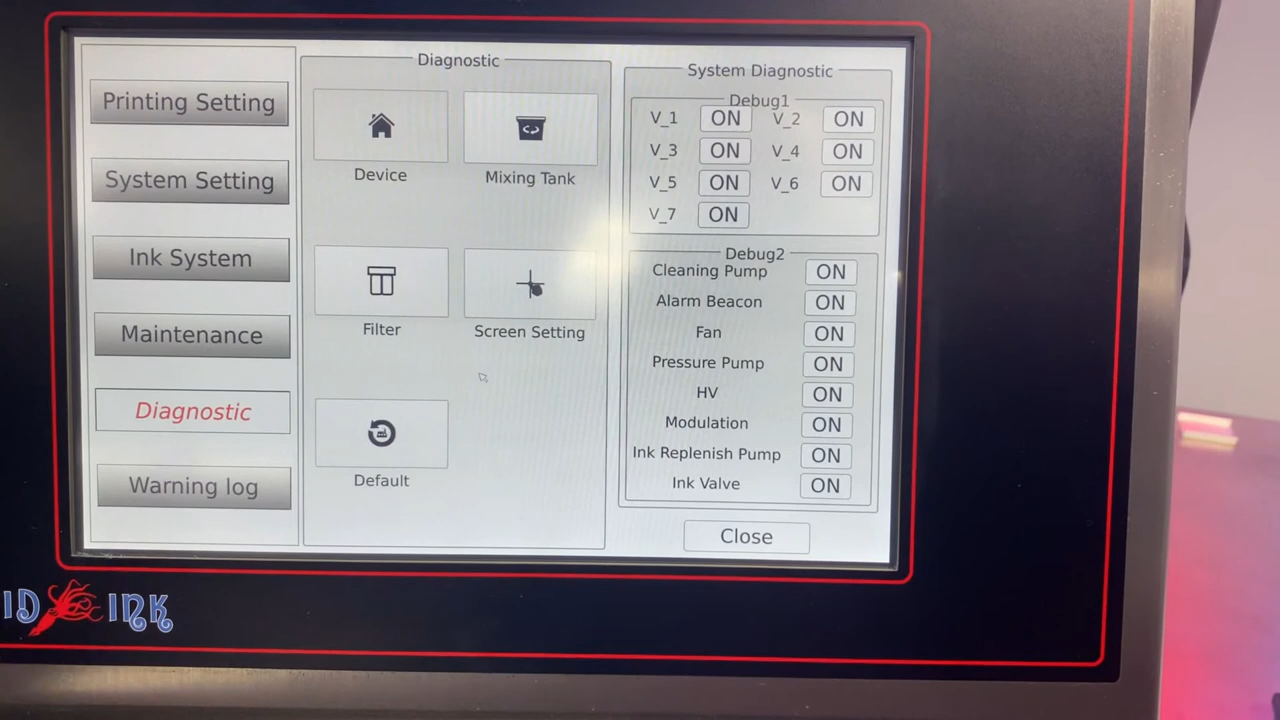 Printing Setting
System Setting
Ink System
Maintenance
Diagnostic
Warning log
Diagnostic
Device
Mixing Tank
Filter
Screen Setting
Default
System Diagnostic
Debug1
V_1 ON V_2 ON
V_3 ON V_4 ON
V_5 ON V_6 ON
V_7 ON
Debug2
Cleaning Pump ON
Alarm Beacon ON
Fan ON
Pressure Pump ON
HV ON
Modulation ON
Ink Replenish Pump ON
Ink Valve ON
Close
ID INK